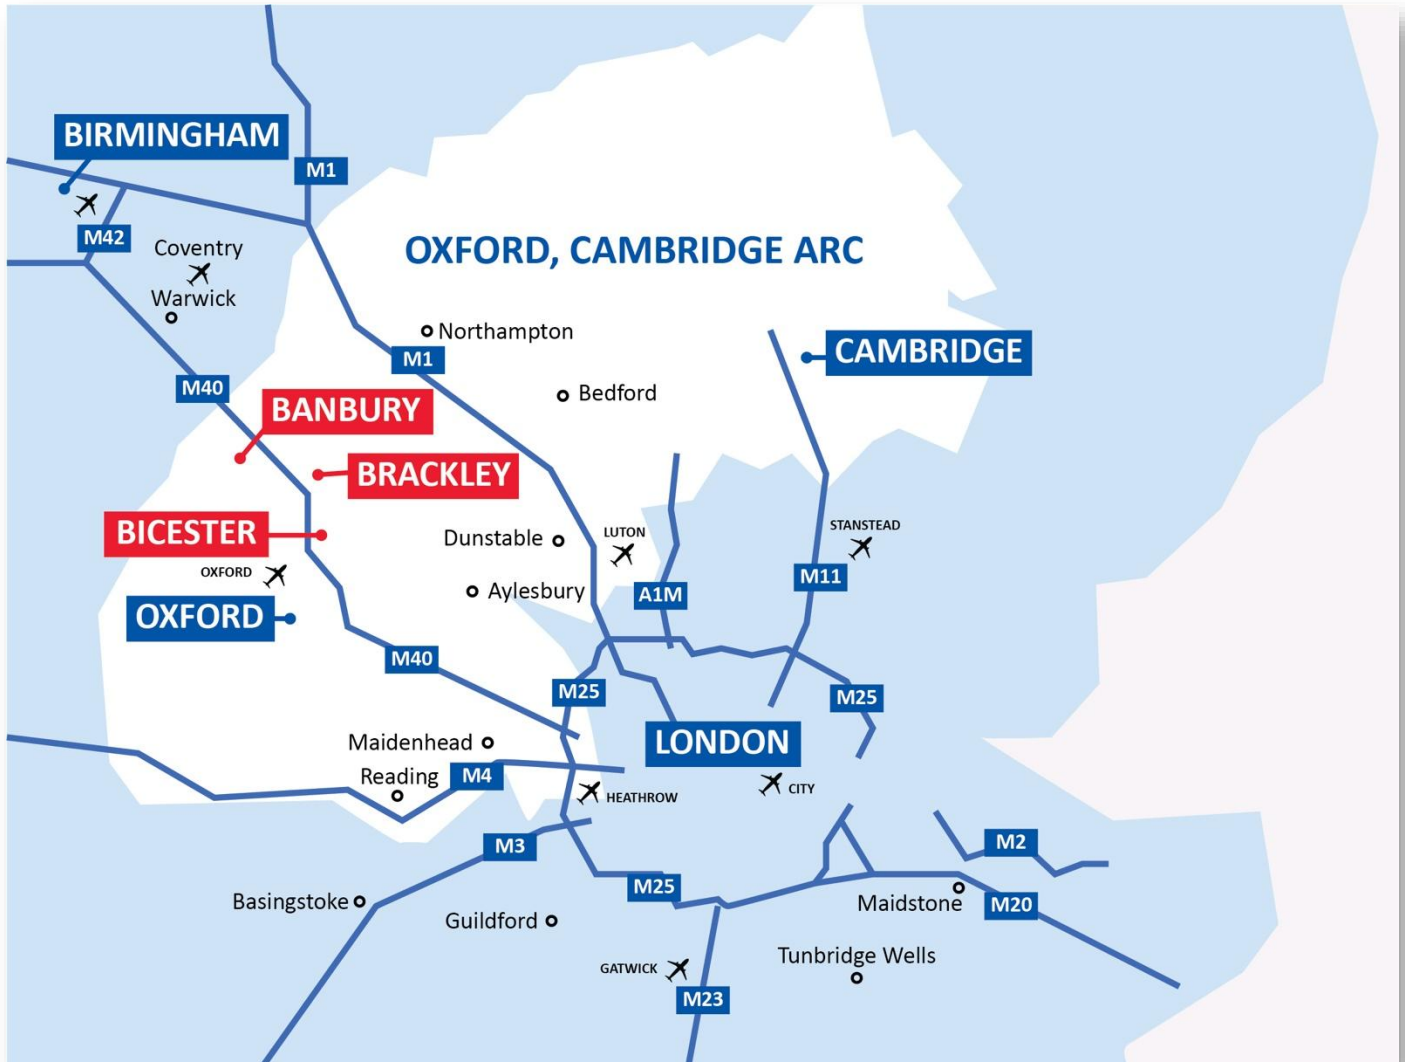 BIRMINGHAM
M1
M42
Coventry
Warwick
OXFORD, CAMBRIDGE ARC
Northampton
M1
CAMBRIDGE
M40
Bedford
BANBURY
BRACKLEY
BICESTER
Dunstable
LUTON
STANSTEAD
OXFORD
M11
Aylesbury
A1M
OXFORD
M40
M25
M25
Maidenhead
LONDON
Reading
M4
HEATHROW
CITY
M3
M2
M25
Basingstoke
Maidstone
M20
Guildford
Tunbridge Wells
GATWICK
M23